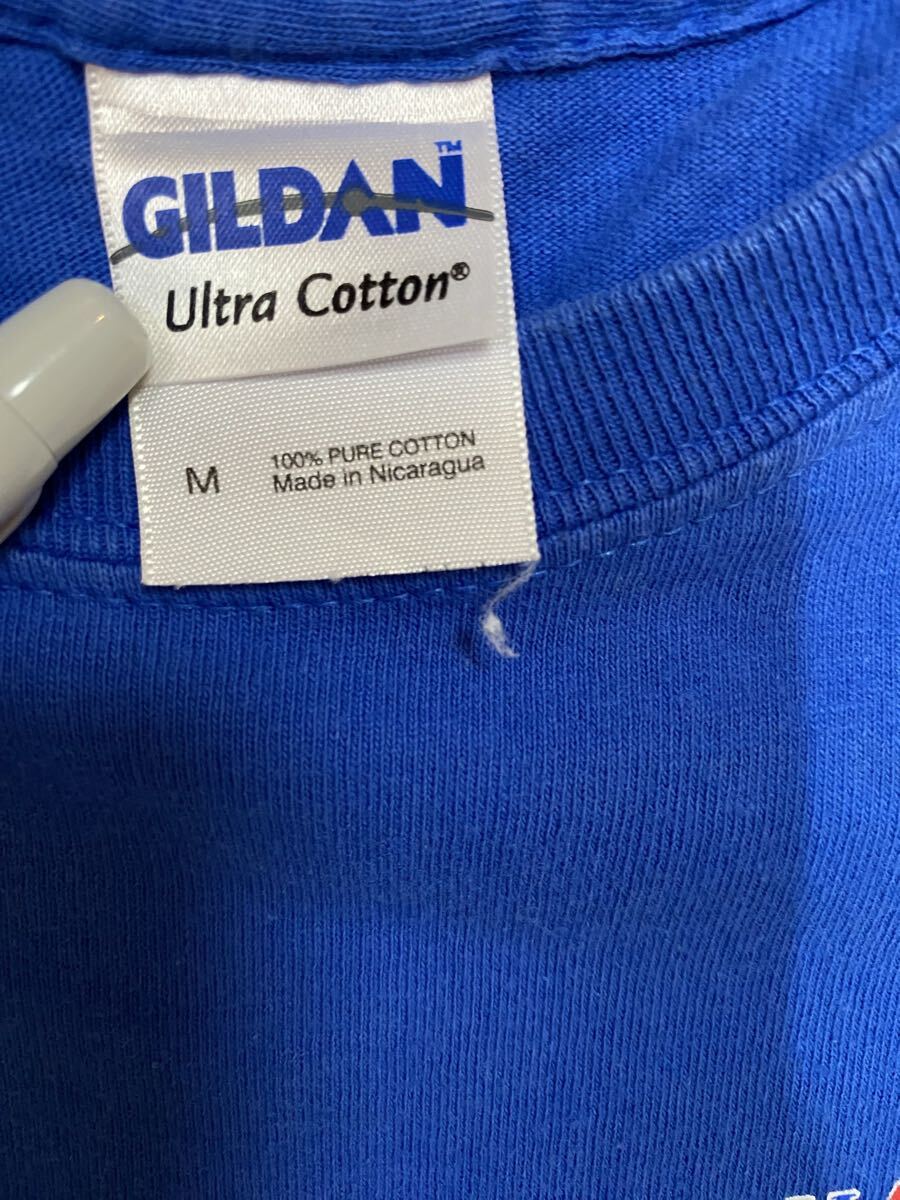 GILDAN™
Ultra Cotton®
M
100% PURE COTTON
Made in Nicaragua